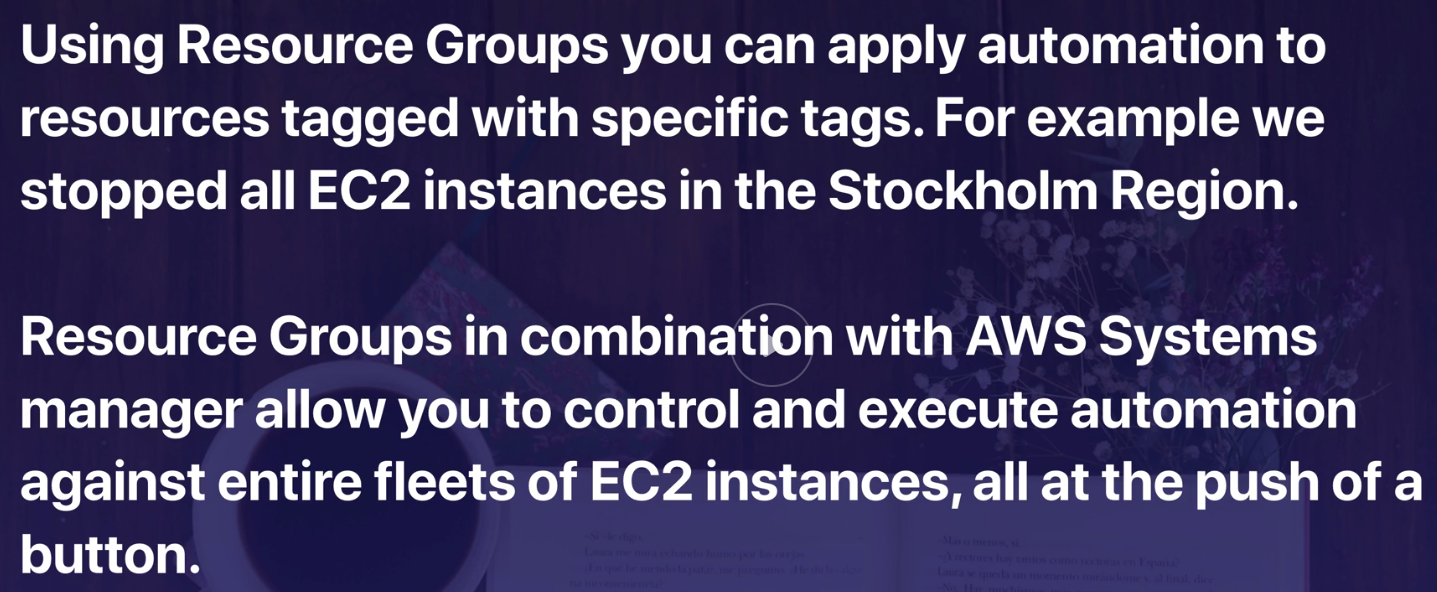 Using Resource Groups you can apply automation to
resources tagged with specific tags. For example we
stopped all EC2 instances in the Stockholm Region.
Resource Groups in combination with AWS Systems
manager allow you to control and execute automation
against entire fleets of EC2 instances, all at the push of a
button.